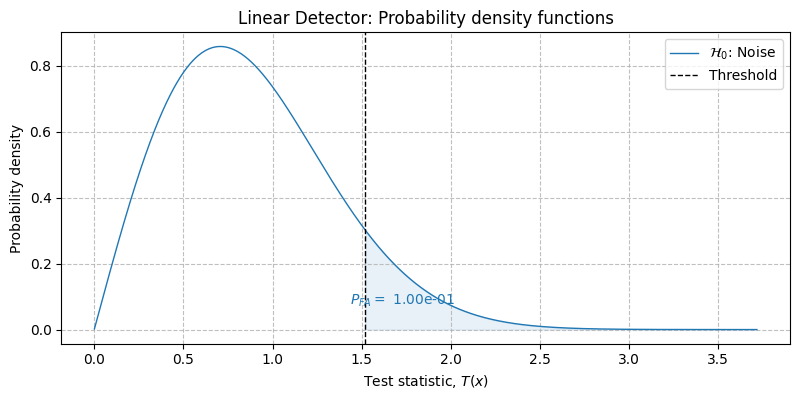 Linear Detector: Probability density functions
ℋ₀: Noise
Threshold
Probability density
0.8
0.6
0.4
0.2
0.0
P_FA = 1.00e-01
0.0 0.5 1.0 1.5 2.0 2.5 3.0 3.5
Test statistic, T(x)